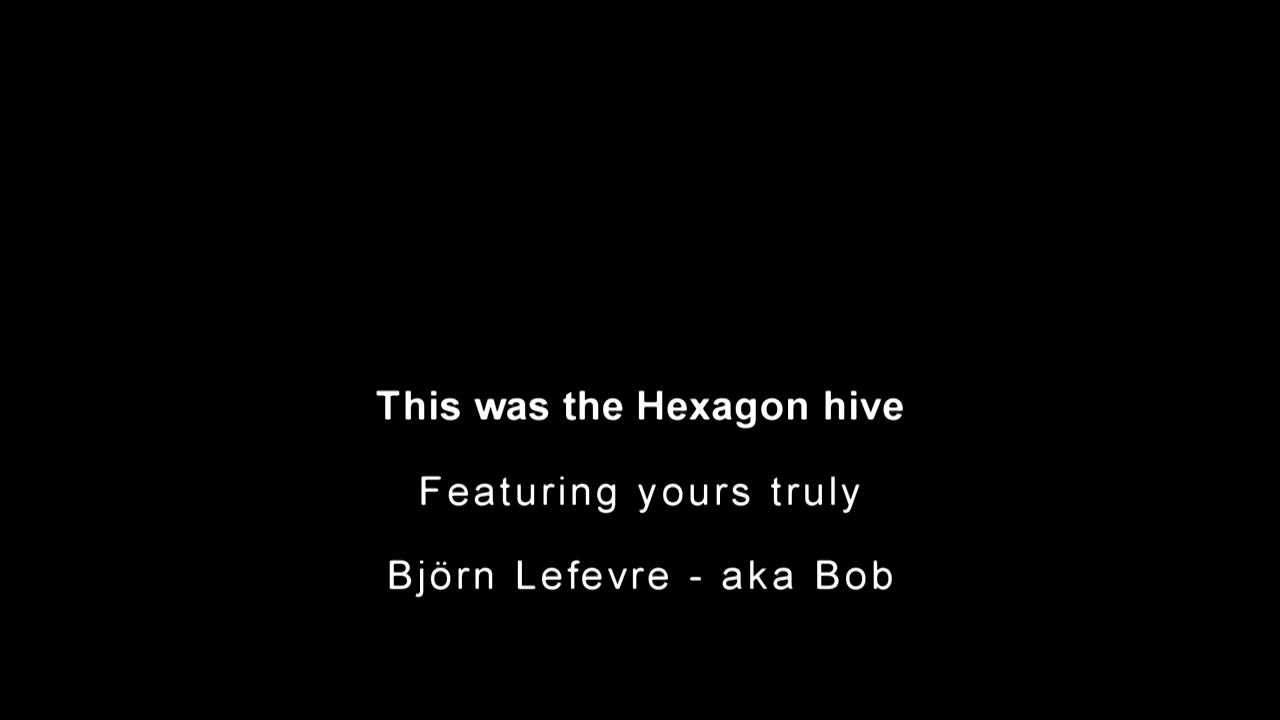 This was the Hexagon hive
Featuring yours truly
Björn Lefevre - aka Bob